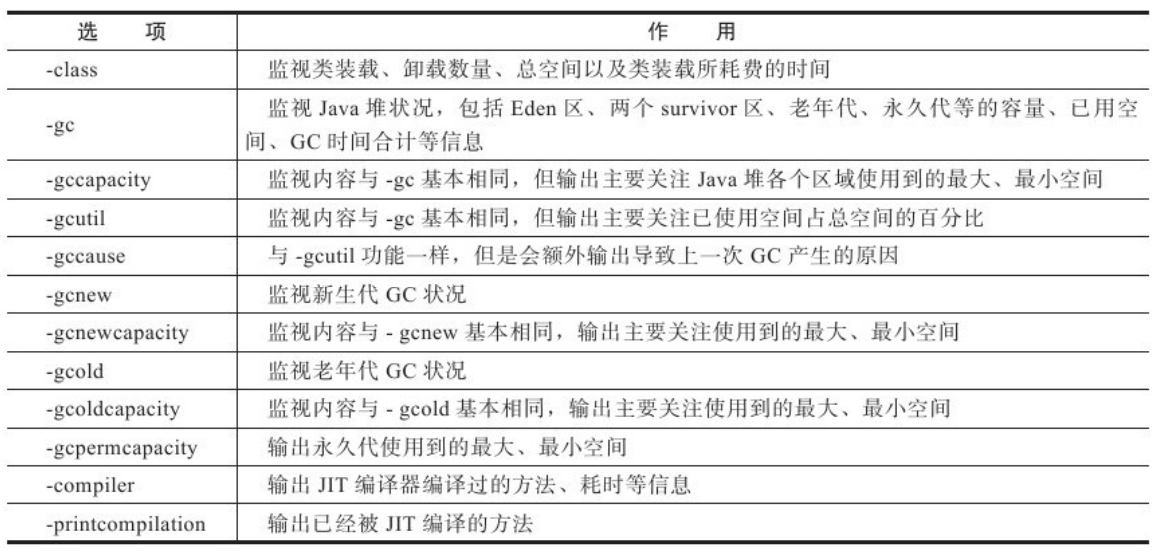 选 项 作 用
-class 监视类装载、卸载数量、总空间以及类装载所耗费的时间
-gc 监视 Java 堆状况，包括 Eden 区、两个 survivor 区、老年代、永久代等的容量、已用空
间、GC 时间合计等信息
-gccapacity 监视内容与 -gc 基本相同，但输出主要关注 Java 堆各个区域使用到的最大、最小空间
-gcutil 监视内容与 -gc 基本相同，但输出主要关注已使用空间占总空间的百分比
-gccause 与 -gcutil 功能一样，但是会额外输出导致上一次 GC 产生的原因
-gcnew 监视新生代 GC 状况
-gcnewcapacity 监视内容与 - gcnew 基本相同，输出主要关注使用到的最大、最小空间
-gcold 监视老年代 GC 状况
-gcoldcapacity 监视内容与 - gcold 基本相同，输出主要关注使用到的最大、最小空间
-gcpermcapacity 输出永久代使用到的最大、最小空间
-compiler 输出 JIT 编译器编译过的方法、耗时等信息
-printcompilation 输出已经被 JIT 编译的方法